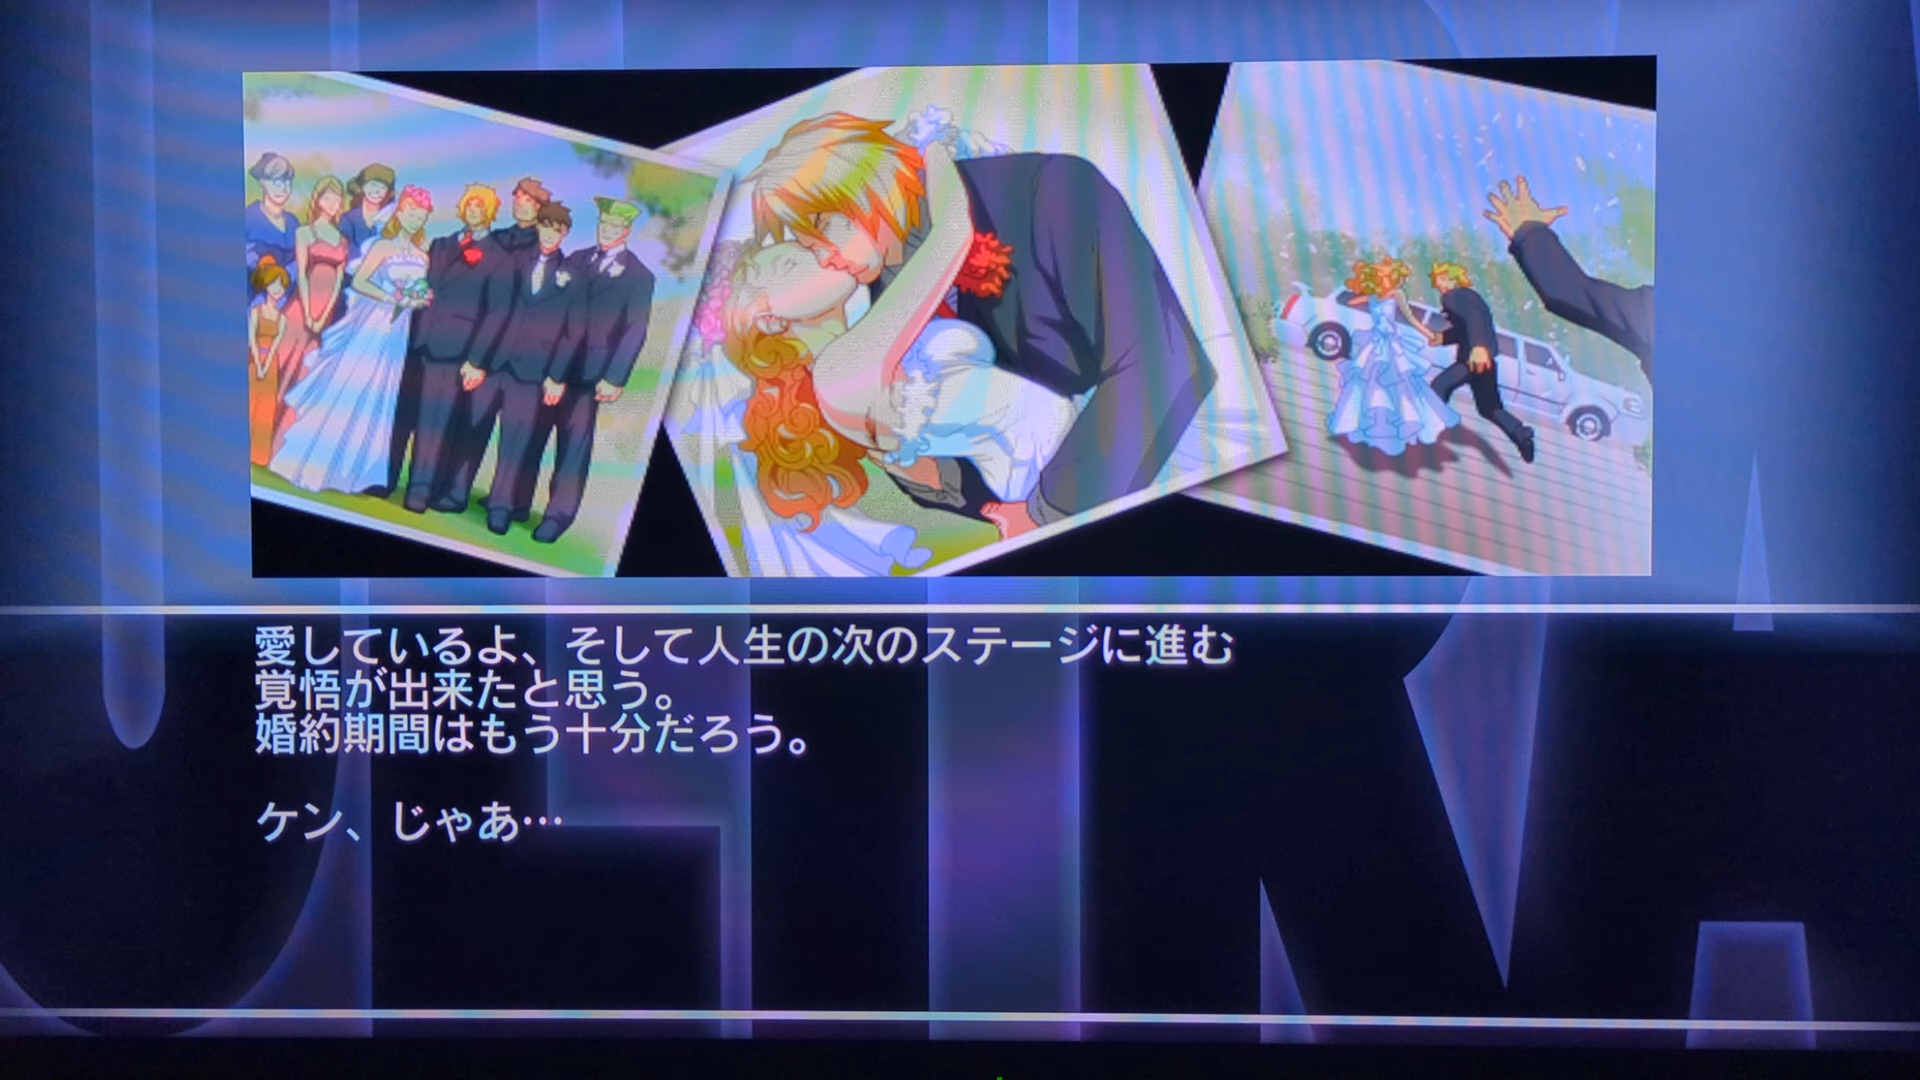 愛しているよ、そして人生の次のステージに進む
覚悟が出来たと思う。
婚約期間はもう十分だろう。
ケン、じゃあ…